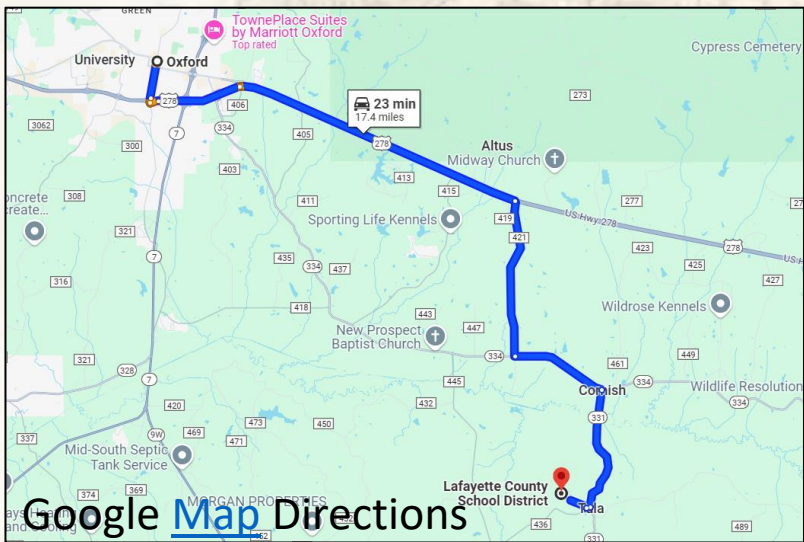 GREEN
TownePlace Suites
by Marriott Oxford
Top rated
University
Oxford
Cypress Cemetery
278
406
23 min
17.4 miles
273
3062
7
334
405
300
278
Altus
Midway Church
403
413
415
oncrete
create...
308
411
277
27
419
US Hwy 278
Sporting Life Kennels
321
421
423
278
US H
7
435
334
437
425
316
427
418
443
Wildrose Kennels
New Prospect
Baptist Church
447
334
449
321
328
7
461
445
Cornish
334
Wildlife Resolution
334
420
432
331
9W
469
473
450
337
471
Mid-South Septic
Tank Service
Lafayette County
School District
Tula
374
369
MORGAN PROPERTIES
436
489
331
Google Map Directions